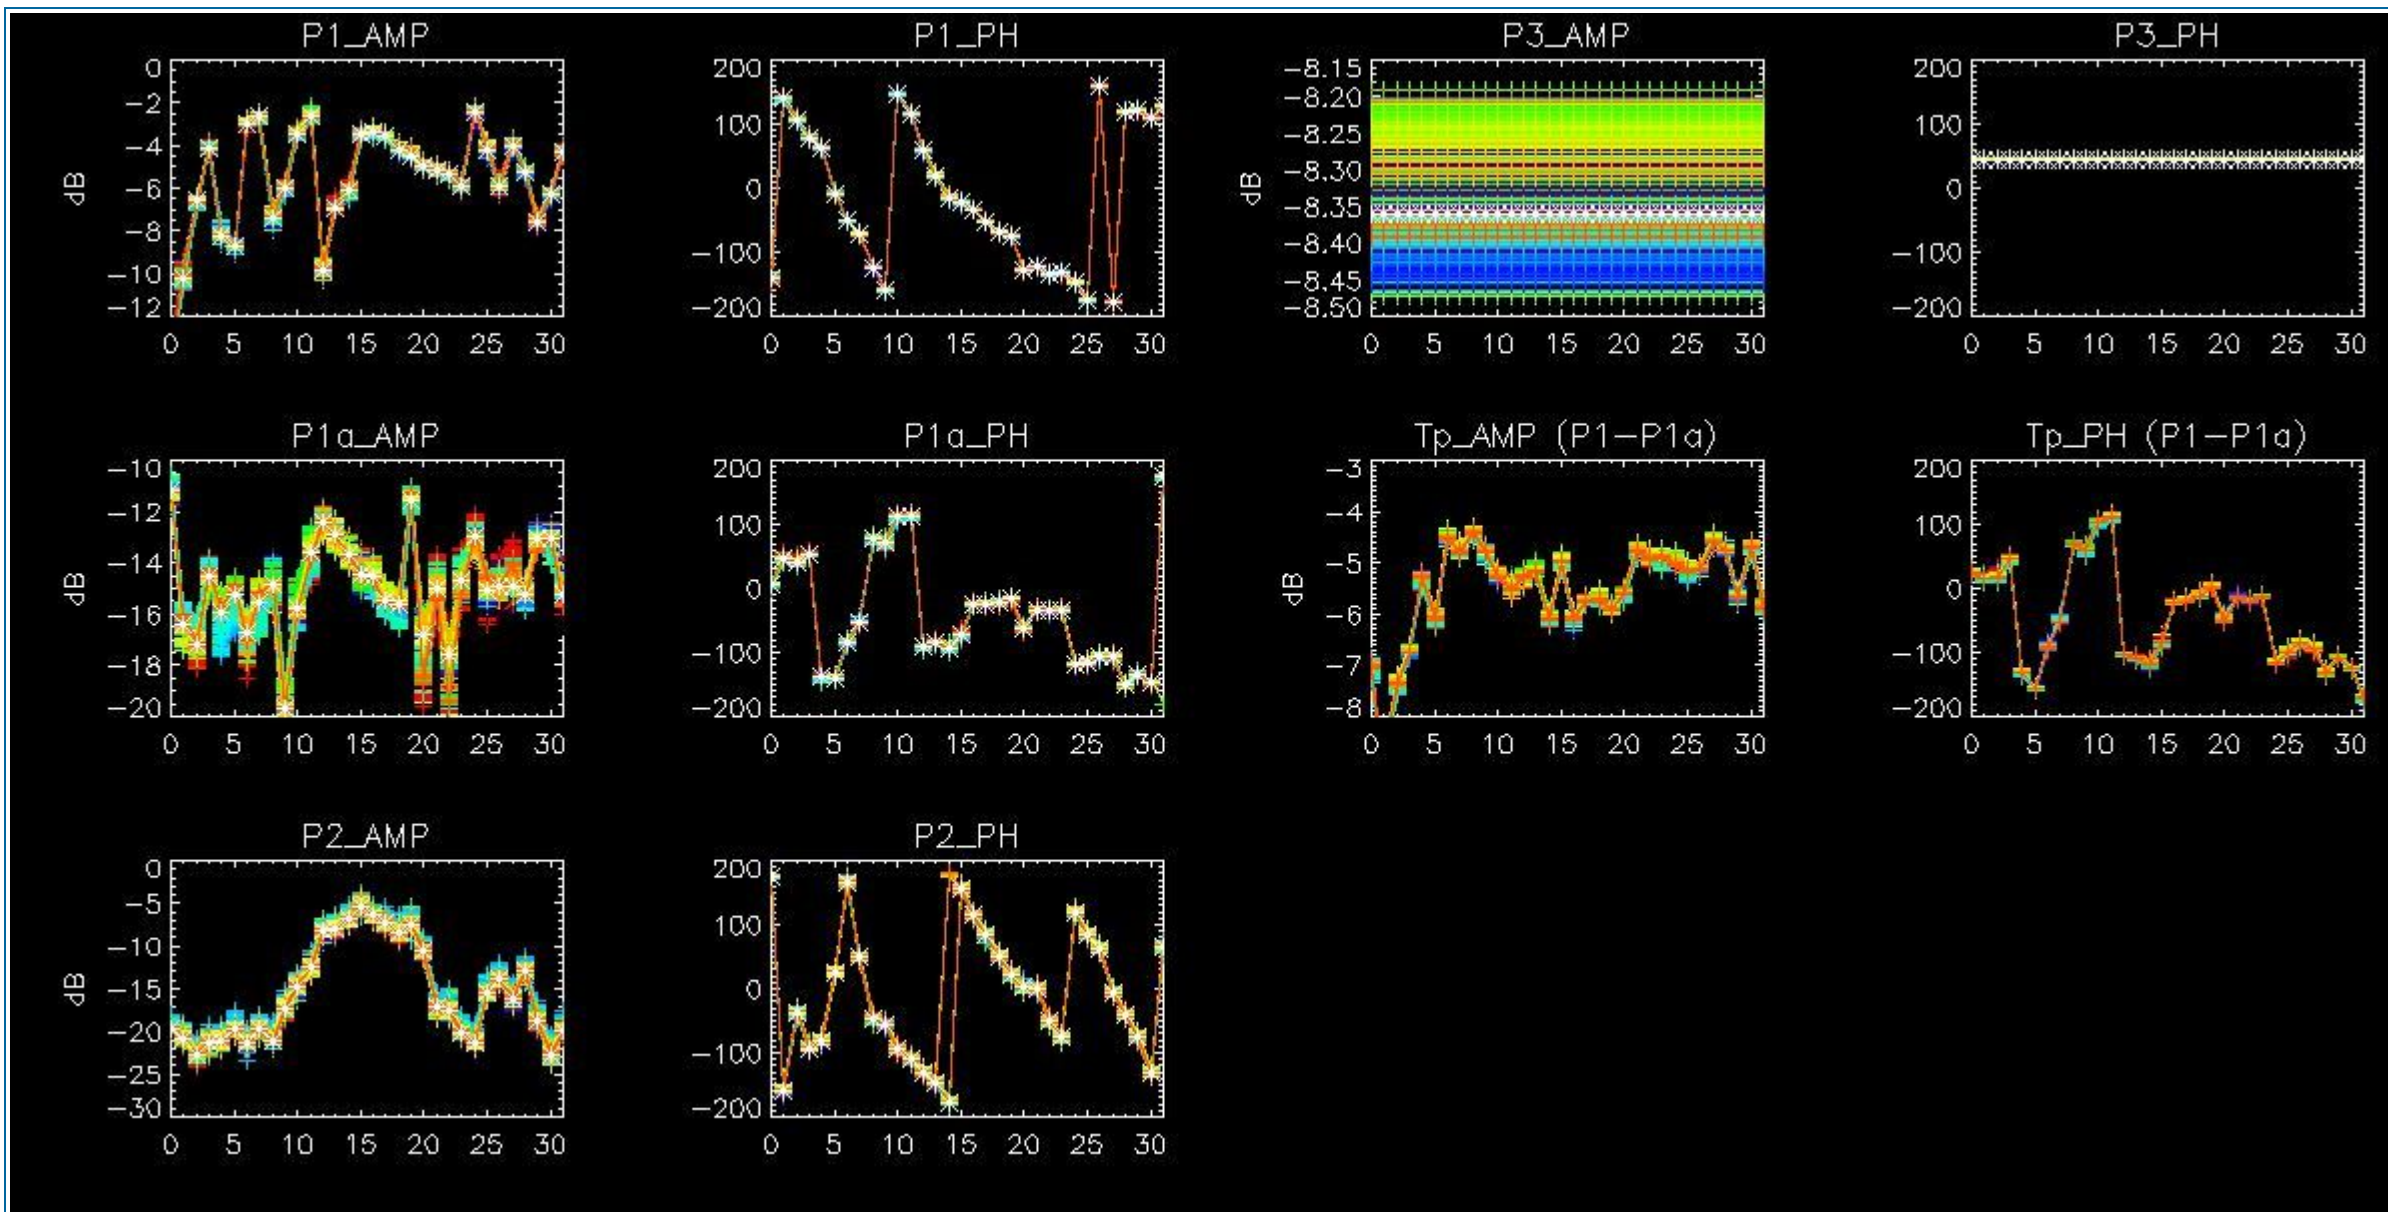 P1_AMP P1_PH P3_AMP P3_PH
0 200 -8.15 200
-2 100 -8.20 100
-4 0 -8.25 0
-6 -100 -8.30 -100
-8 -200 -8.35 -200
-10 -8.40
-12 -8.45
-8.50
dB dB
0 5 10 15 20 25 30 0 5 10 15 20 25 30 0 5 10 15 20 25 30 0 5 10 15 20 25 30
P1a_AMP P1a_PH Tp_AMP (P1-P1a) Tp_PH (P1-P1a)
-10 200 -3 200
-12 100 -4 100
-14 0 -5 0
-16 -100 -6 -100
-18 -200 -7 -200
-20 -8
dB dB
0 5 10 15 20 25 30 0 5 10 15 20 25 30 0 5 10 15 20 25 30 0 5 10 15 20 25 30
P2_AMP P2_PH
0 200
-5 100
-10 0
-15 -100
-20 -200
-25
-30
dB
0 5 10 15 20 25 30 0 5 10 15 20 25 30